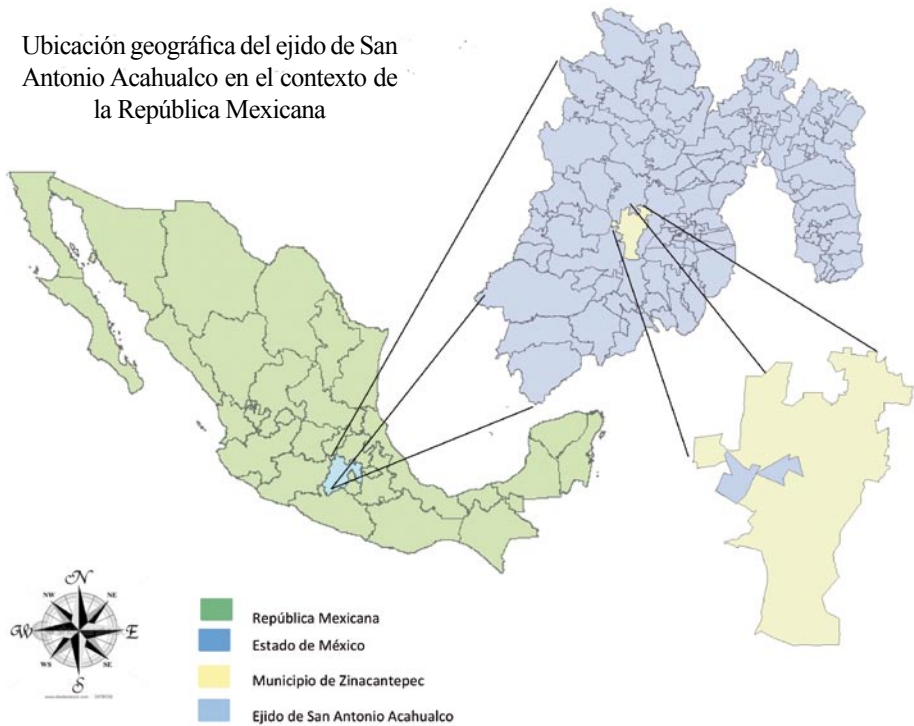 Ubicación geográfica del ejido de San
Antonio Acahualco en el contexto de
la República Mexicana
N
NW
NE
W
E
WS
SE
S
República Mexicana
Estado de México
Municipio de Zinacantepec
Ejido de San Antonio Acahualco